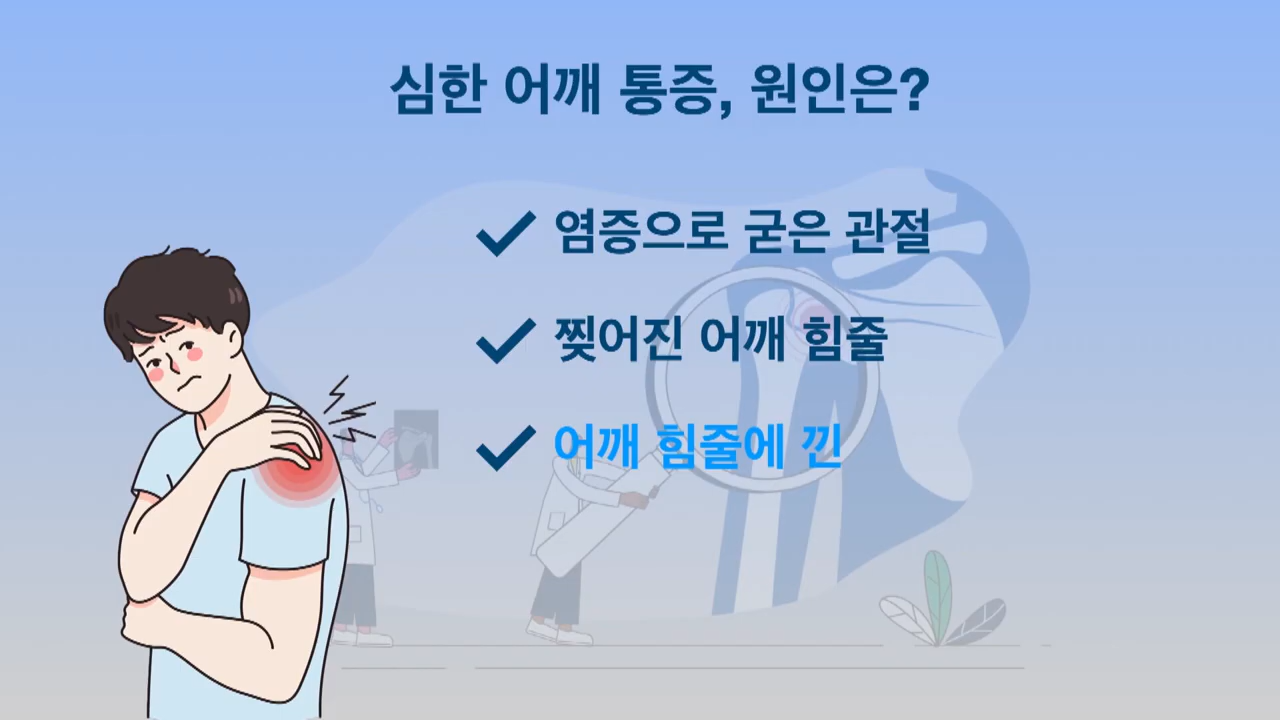 심한 어깨 통증, 원인은?
염증으로 굳은 관절
찢어진 어깨 힘줄
어깨 힘줄에 낀